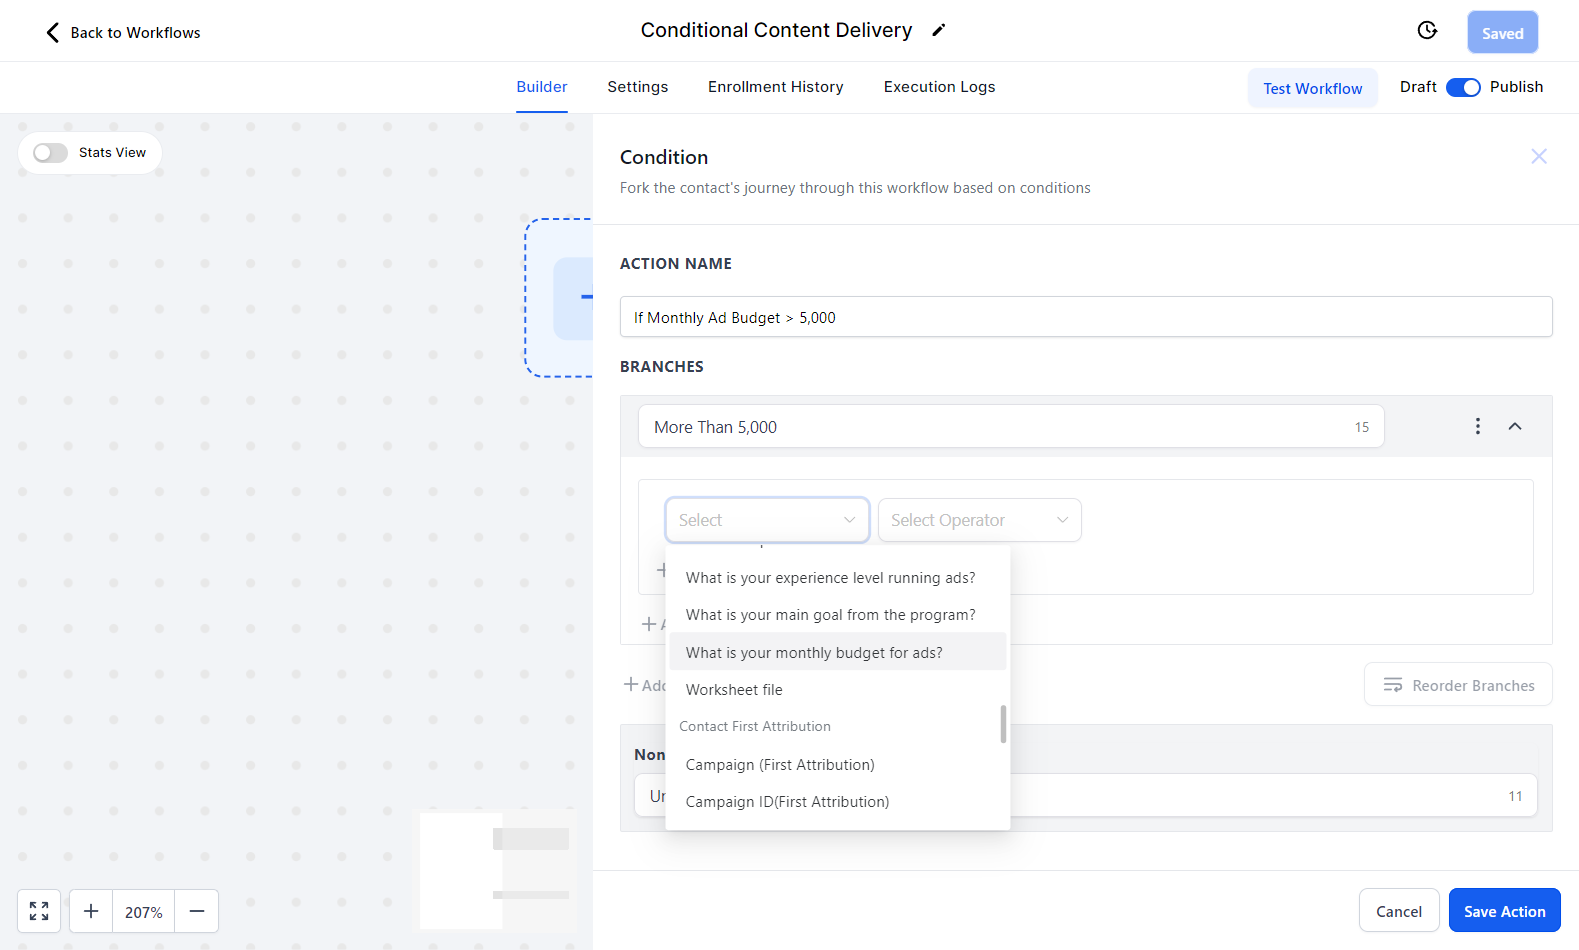 Back to Workflows
Conditional Content Delivery
Saved
Builder
Settings
Enrollment History
Execution Logs
Test Workflow
Draft
Publish
Stats View
Condition
Fork the contact's journey through this workflow based on conditions
ACTION NAME
If Monthly Ad Budget > 5,000
BRANCHES
More Than 5,000
15
Select
Select Operator
What is your experience level running ads?
What is your main goal from the program?
What is your monthly budget for ads?
Worksheet file
Contact First Attribution
Campaign (First Attribution)
Campaign ID(First Attribution)
Add
Reorder Branches
Non
11
207%
Cancel
Save Action